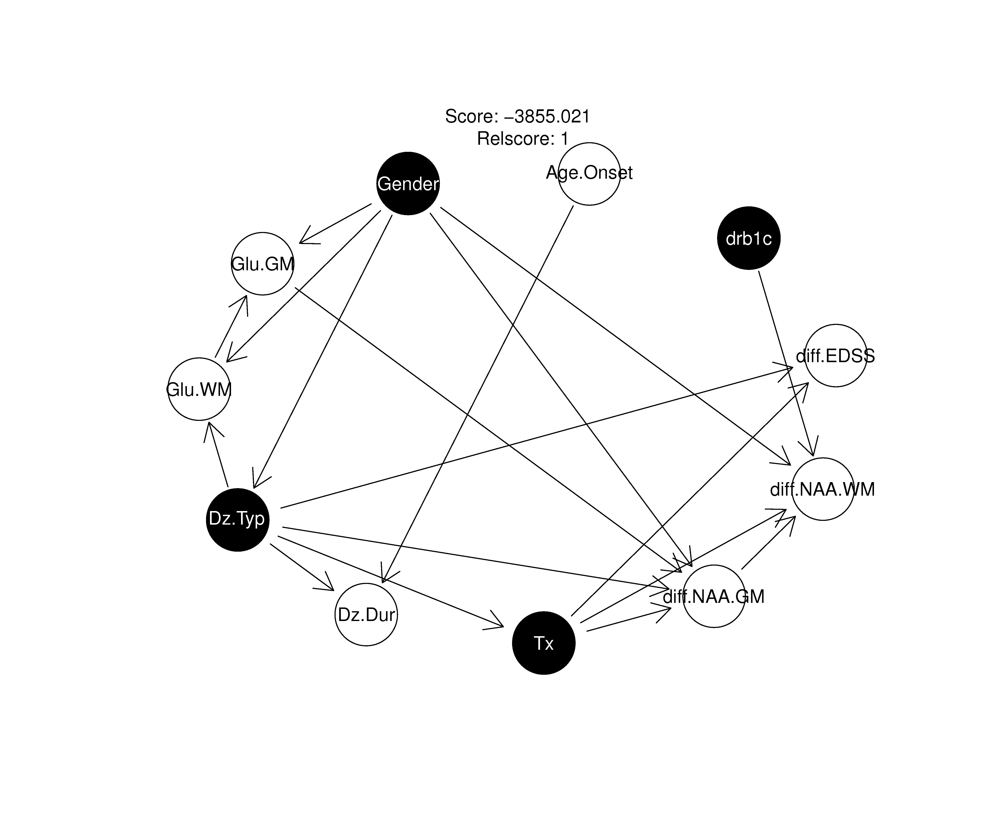 Score: −3855.021
Relscore: 1
Gender
Age.Onset
drb1c
Glu.GM
diff.EDSS
Glu.WM
diff.NAA.WM
Dz.Typ
diff.NAA.GM
Dz.Dur
Tx